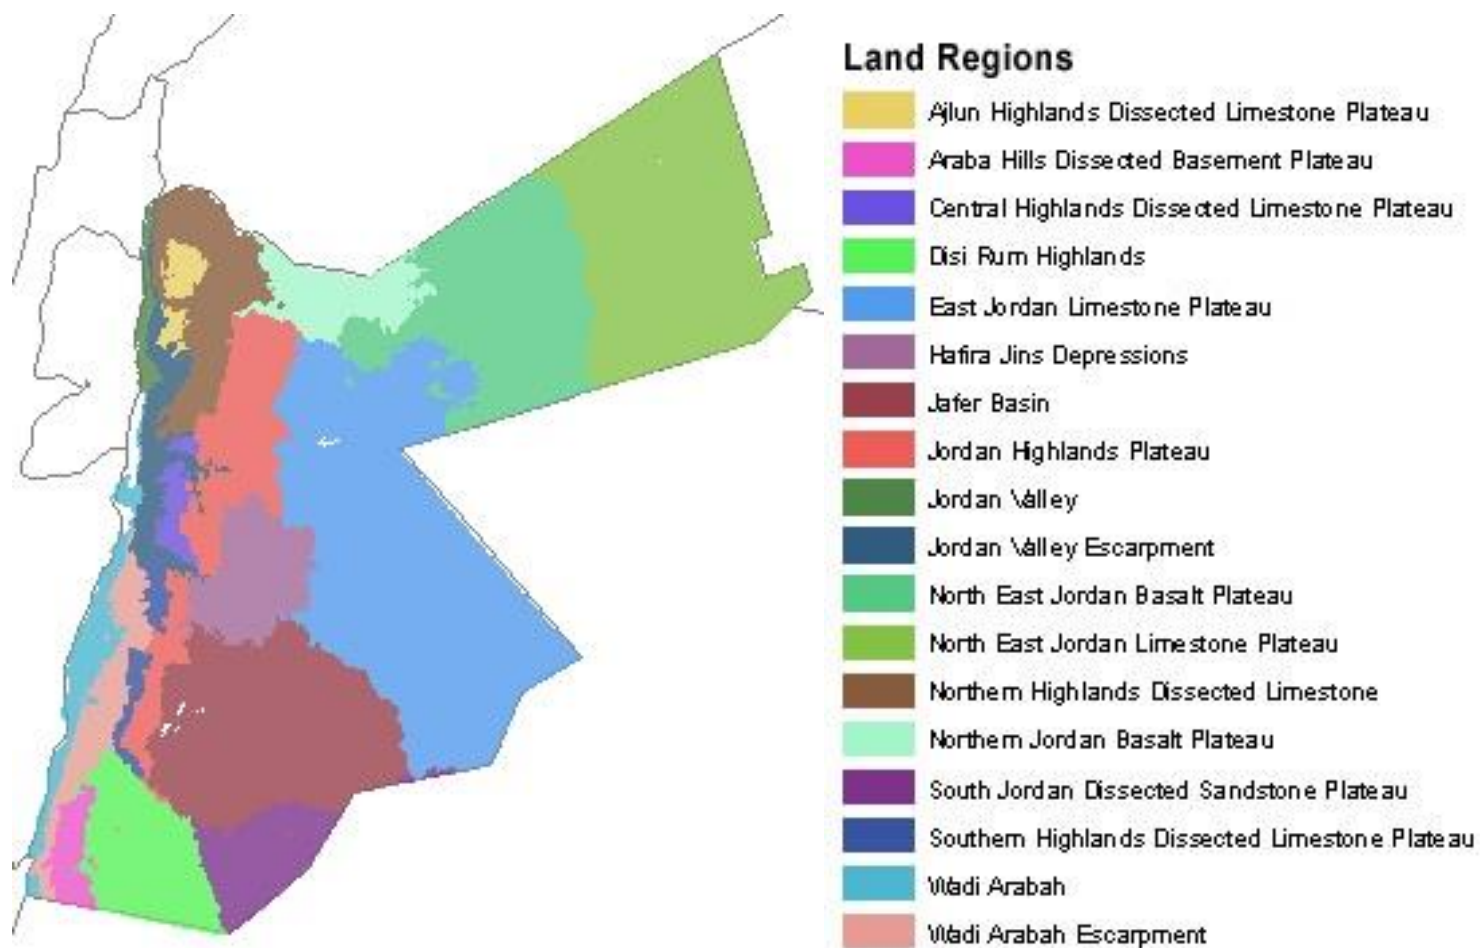 Land Regions
Ajlun Highlands Dissected Limestone Plateau
Araba Hills Dissected Basement Plateau
Central Highlands Dissected Limestone Plateau
Disi Rum Highlands
East Jordan Limestone Plateau
Hafira Jins Depressions
Jafer Basin
Jordan Highlands Plateau
Jordan Valley
Jordan Valley Escarpment
North East Jordan Basalt Plateau
North East Jordan Limestone Plateau
Northern Highlands Dissected Limestone
Northern Jordan Basalt Plateau
South Jordan Dissected Sandstone Plateau
Southern Highlands Dissected Limestone Plateau
Wadi Arabah
Wadi Arabah Escarpment